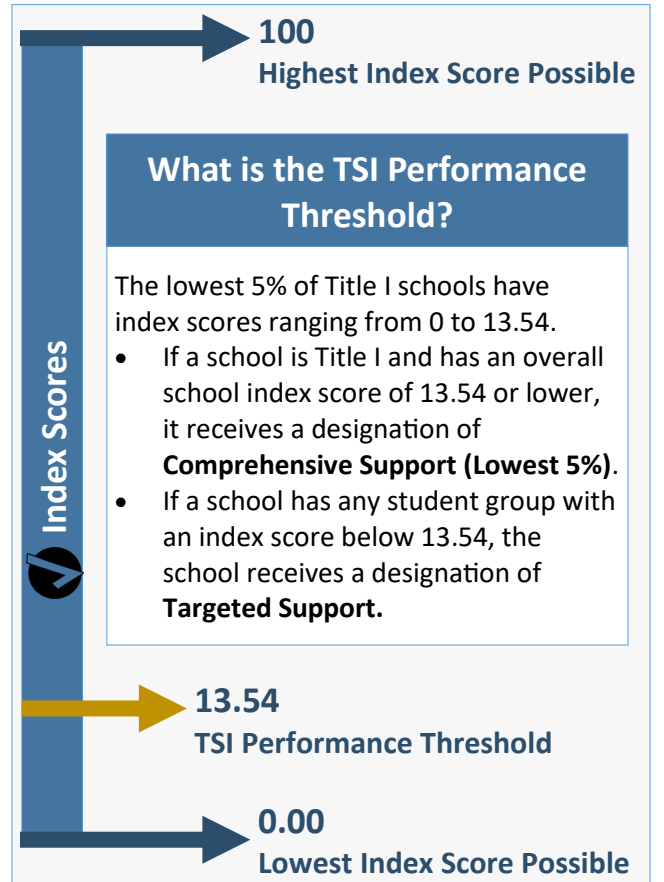 100
Highest Index Score Possible
What is the TSI Performance
Threshold?
The lowest 5% of Title I schools have
index scores ranging from 0 to 13.54.
• If a school is Title I and has an overall
school index score of 13.54 or lower,
it receives a designation of
Comprehensive Support (Lowest 5%).
• If a school has any student group with
an index score below 13.54, the
school receives a designation of
Targeted Support.
Index Scores
13.54
TSI Performance Threshold
0.00
Lowest Index Score Possible